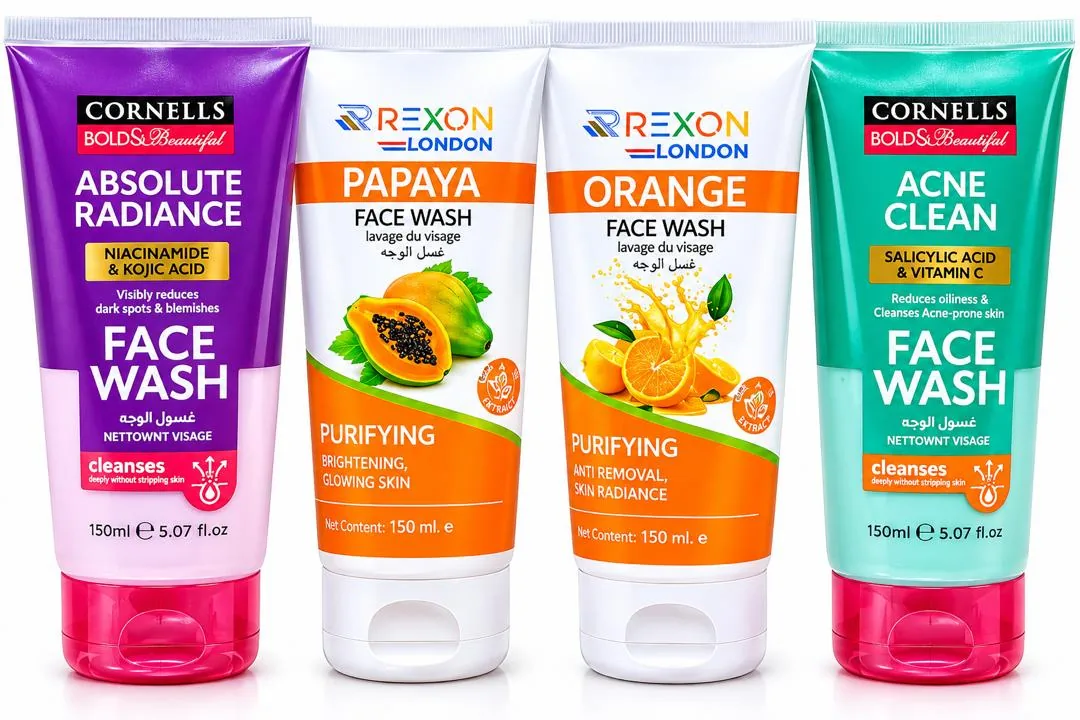 CORNELLS
BOLD & Beautiful
ABSOLUTE
RADIANCE
NIACINAMIDE
& KOJIC ACID
Visibly reduces
dark spots & blemishes
FACE
WASH
غسول الوجه
NETTOWNT VISAGE
cleanses
deeply without stripping skin
150ml e 5.07 fl.oz
REXON
LONDON
PAPAYA
FACE WASH
lavage du visage
غسل الوجه
EXTRACT
PURIFYING
BRIGHTENING,
GLOWING SKIN
Net Content: 150 ml. e
REXON
LONDON
ORANGE
FACE WASH
lavage du visage
غسل الوجه
EXTRACT
PURIFYING
ANTI REMOVAL,
SKIN RADIANCE
Net Content: 150 ml. e
CORNELLS
BOLD & Beautiful
ACNE
CLEAN
SALICYLIC ACID
& VITAMIN C
Reduces oiliness &
Cleanses Acne-prone skin
FACE
WASH
غسول الوجه
NETTOWNT VISAGE
cleanses
deeply without stripping skin
150ml e 5.07 fl.oz